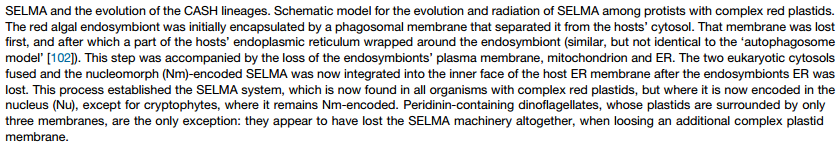 SELMA and the evolution of the CASH lineages. Schematic model for the evolution and radiation of SELMA among protists with complex red plastids.
The red algal endosymbiont was initially encapsulated by a phagosomal membrane that separated it from the hosts' cytosol. That membrane was lost
first, and after which a part of the hosts' endoplasmic reticulum wrapped around the endosymbiont (similar, but not identical to the 'autophagosome
model' [102]). This step was accompanied by the loss of the endosymbionts' plasma membrane, mitochondrion and ER. The two eukaryotic cytosols
fused and the nucleomorph (Nm)-encoded SELMA was now integrated into the inner face of the host ER membrane after the endosymbionts ER was
lost. This process established the SELMA system, which is now found in all organisms with complex red plastids, but where it is now encoded in the
nucleus (Nu), except for cryptophytes, where it remains Nm-encoded. Peridinin-containing dinoflagellates, whose plastids are surrounded by only
three membranes, are the only exception: they appear to have lost the SELMA machinery altogether, when loosing an additional complex plastid
membrane.